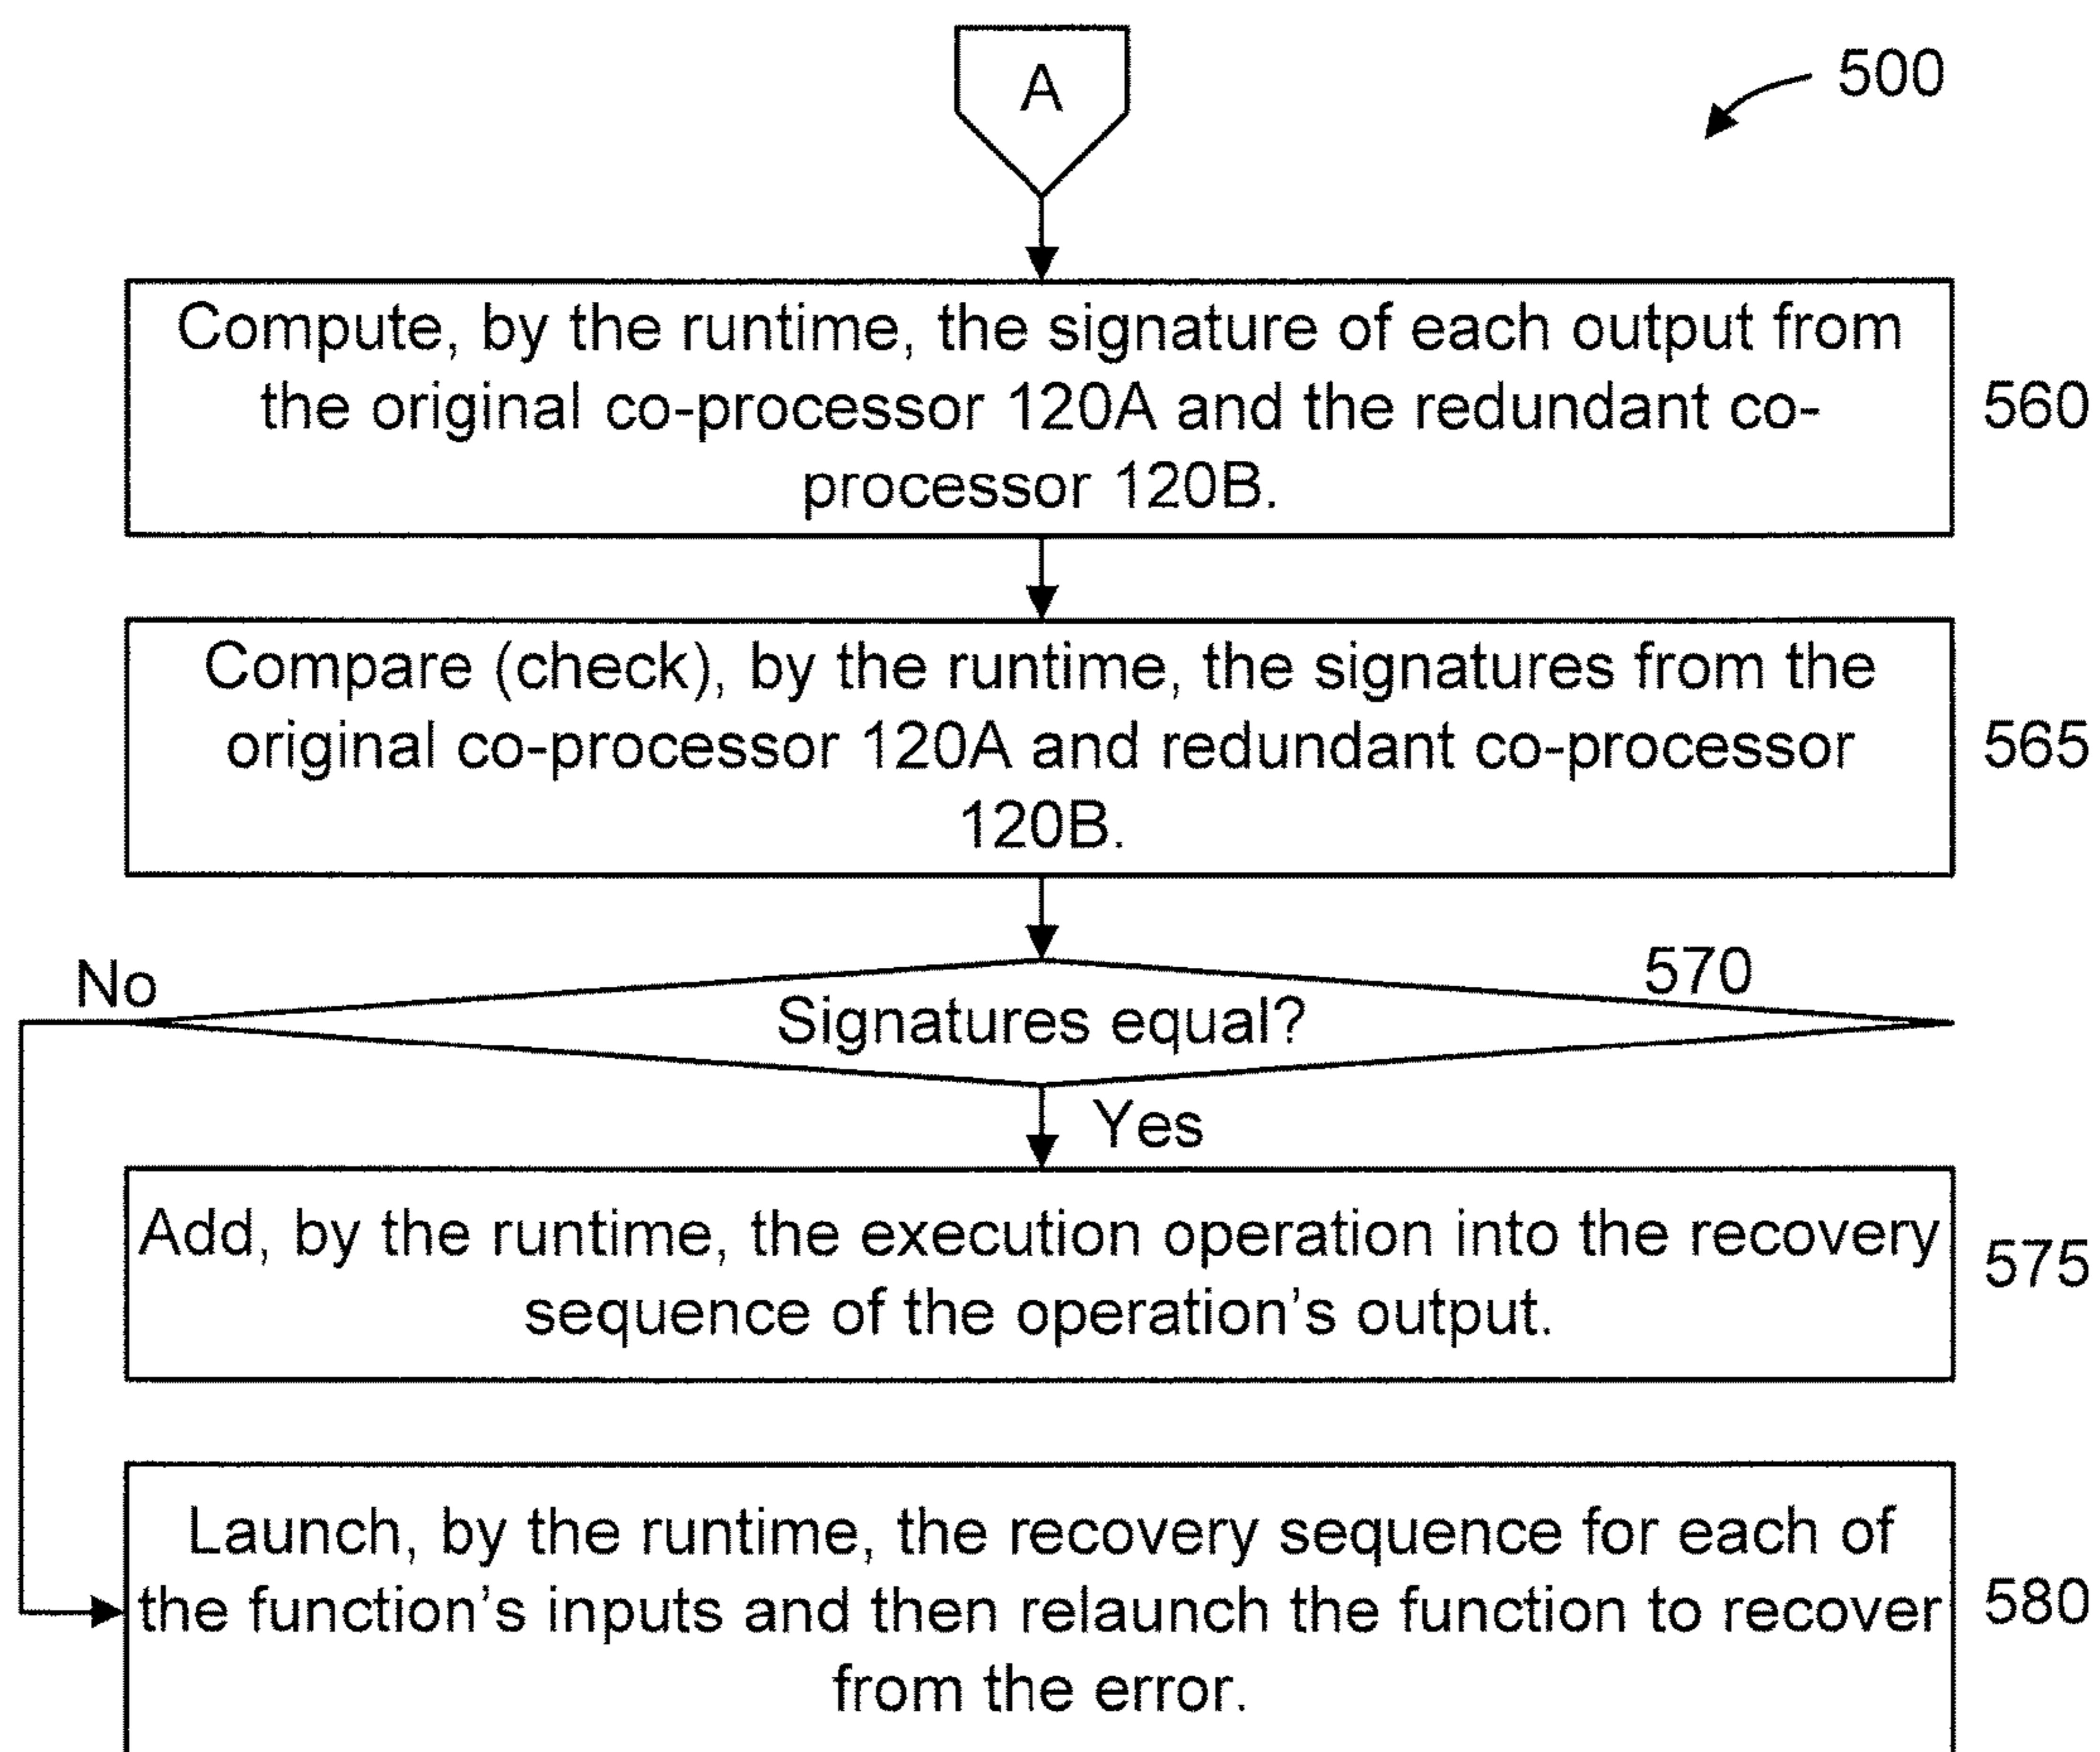 A
500
Compute, by the runtime, the signature of each output from
the original co-processor 120A and the redundant co-
processor 120B.
560
Compare (check), by the runtime, the signatures from the
original co-processor 120A and redundant co-processor
120B.
565
No
570
Signatures equal?
Yes
Add, by the runtime, the execution operation into the recovery
sequence of the operation's output.
575
Launch, by the runtime, the recovery sequence for each of
the function's inputs and then relaunch the function to recover
from the error.
580